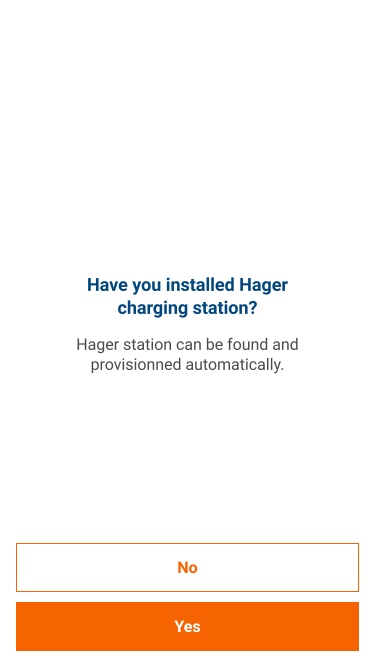 Have you installed Hager
charging station?
Hager station can be found and
provisionned automatically.
No
Yes